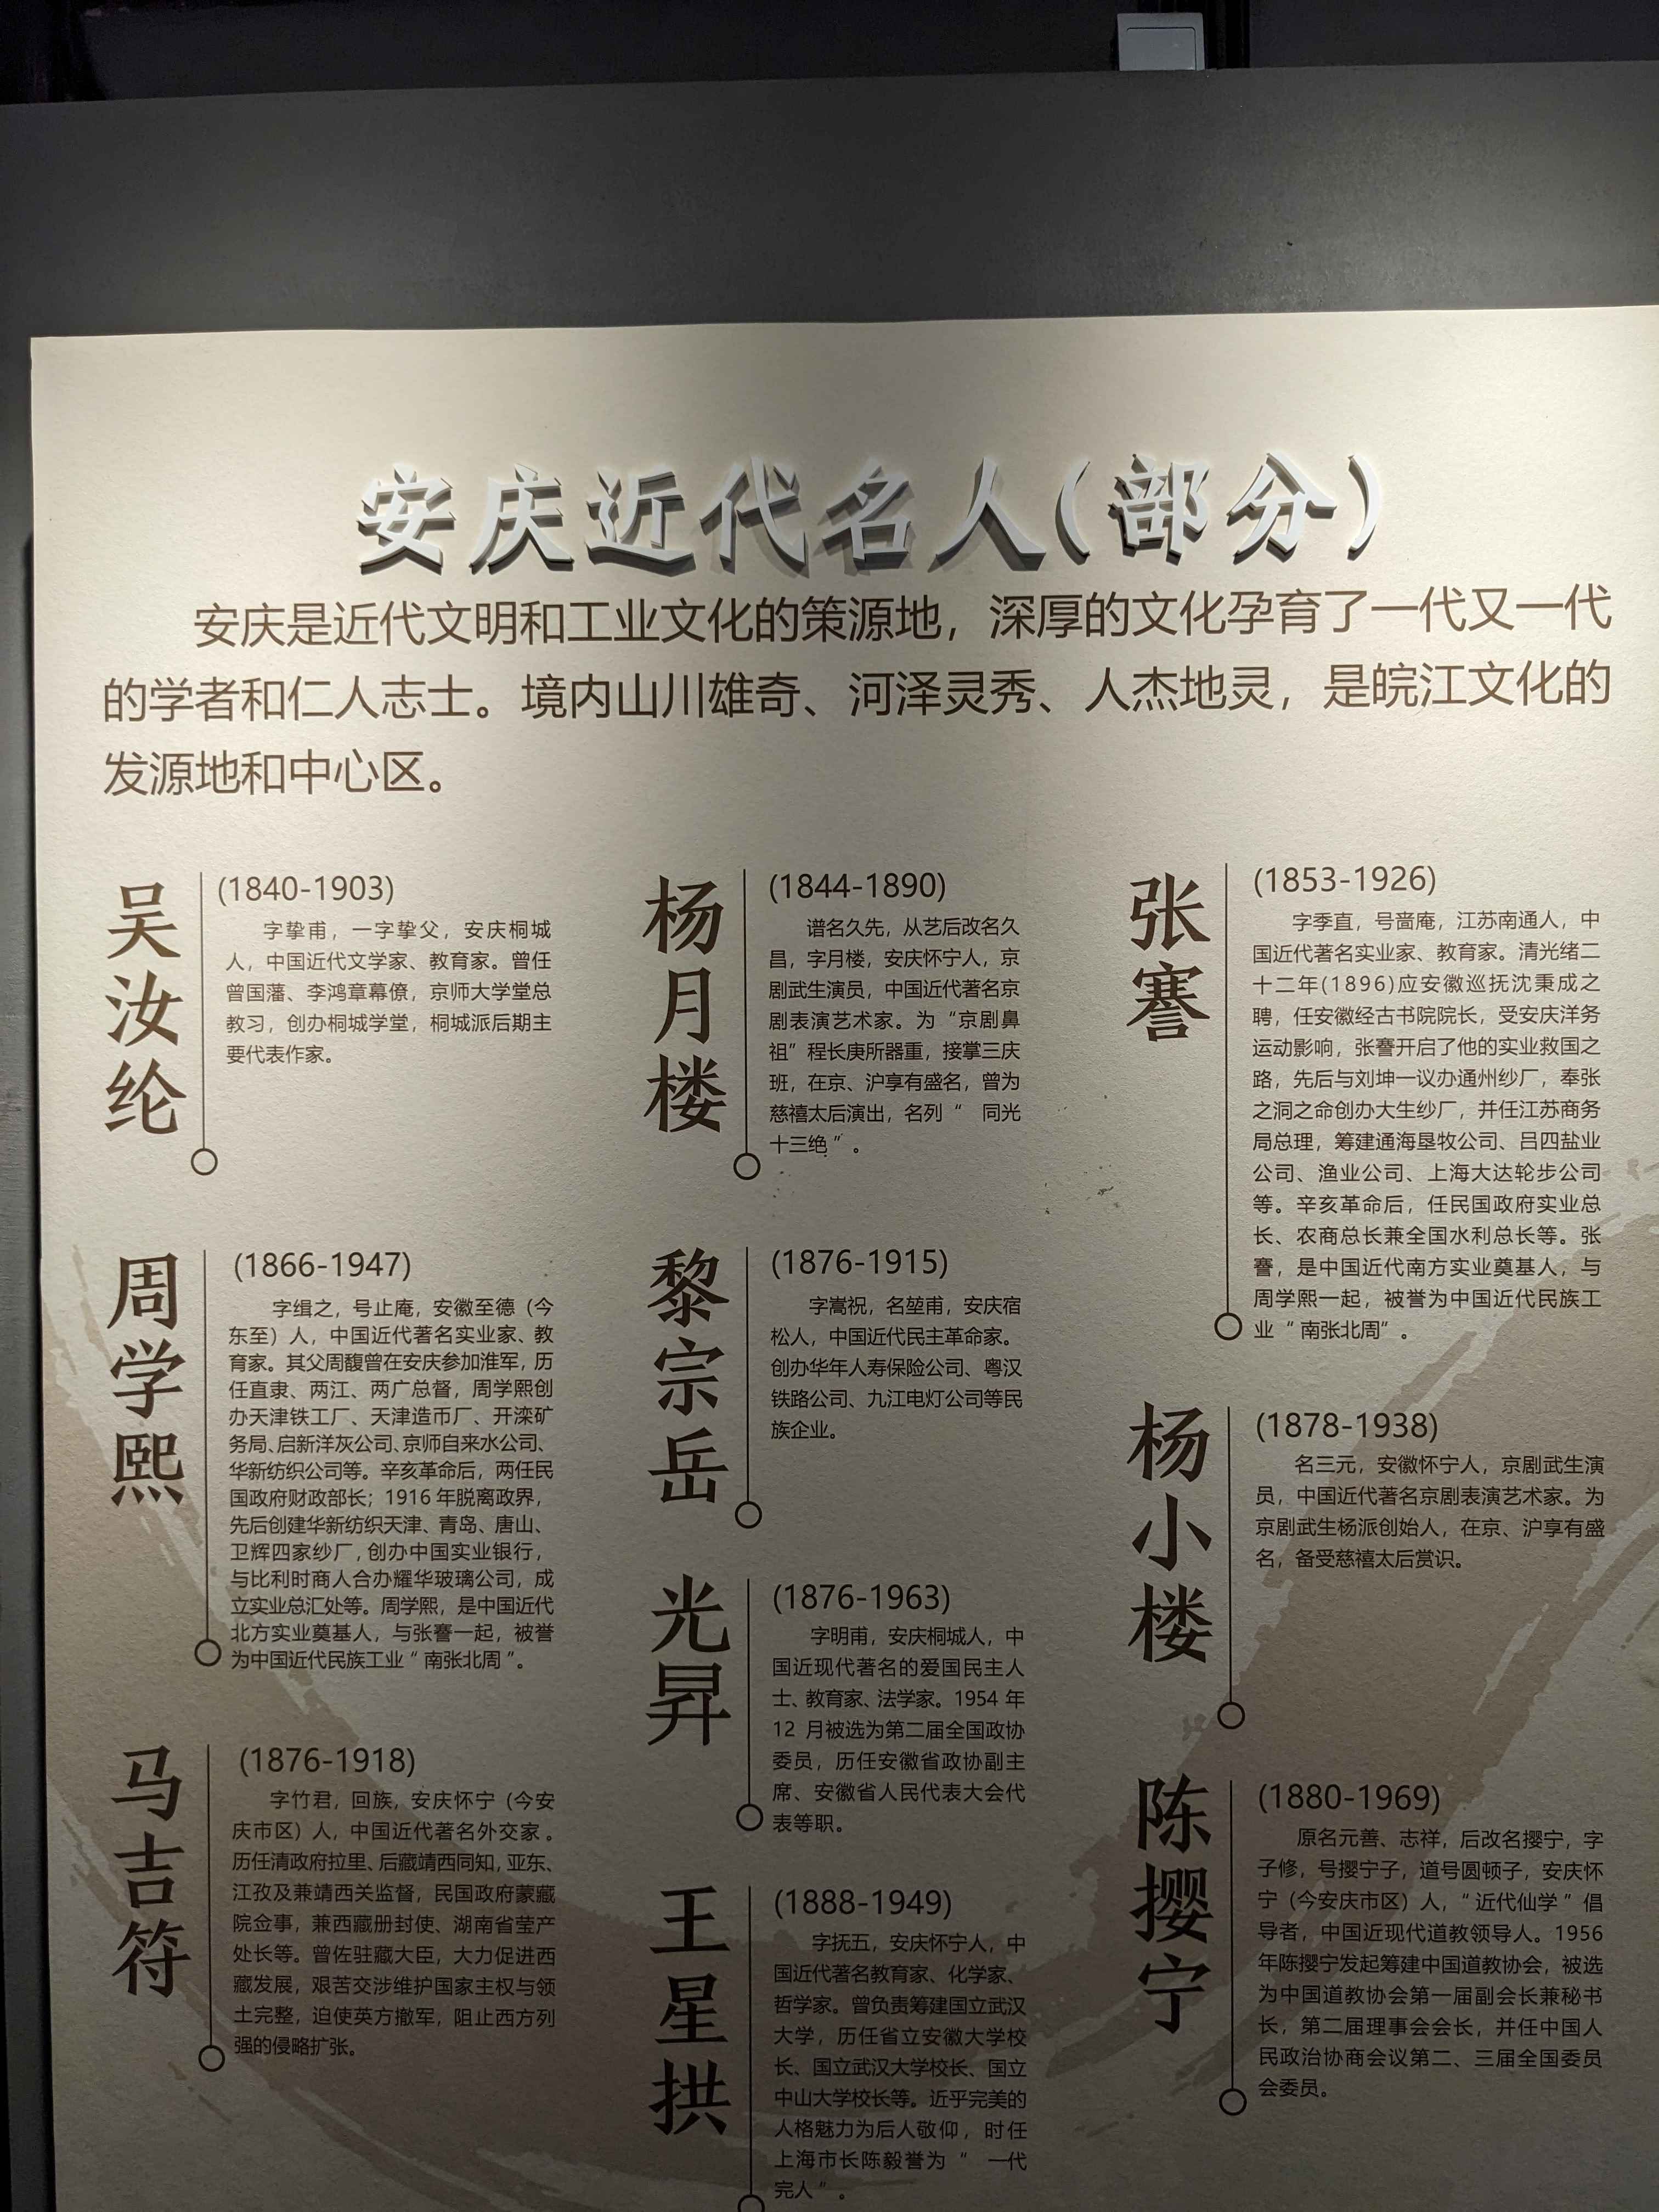 安庆近代名人(部分)
安庆是近代文明和工业文化的策源地，深厚的文化孕育了一代又一代
的学者和仁人志士。境内山川雄奇、河泽灵秀、人杰地灵，是皖江文化的
发源地和中心区。
吴汝纶
(1840-1903)
字挚甫，一字挚父，安庆桐城
人，中国近代文学家、教育家。曾任
曾国藩、李鸿章幕僚，京师大学堂总
教习，创办桐城学堂，桐城派后期主
要代表作家。
周学熙
(1866-1947)
字缉之，号止庵，安徽至德（今
东至）人，中国近代著名实业家、教
育家。其父周馥曾在安庆参加淮军，历
任直隶、两江、两广总督，周学熙创
办天津铁工厂、天津造币厂、开滦矿
务局、启新洋灰公司、京师自来水公司、
华新纺织公司等。辛亥革命后，两任民
国政府财政部长；1916 年脱离政界，
先后创建华新纺织天津、青岛、唐山、
卫辉四家纱厂，创办中国实业银行，
与比利时商人合办耀华玻璃公司，成
立实业总汇处等。周学熙，是中国近代
北方实业奠基人，与张謇一起，被誉
为中国近代民族工业“南张北周”。
马吉符
(1876-1918)
字竹君，回族，安庆怀宁（今安
庆市区）人，中国近代著名外交家。
历任清政府拉里、后藏靖西同知，亚东、
江孜及兼靖西关监督，民国政府蒙藏
院佥事，兼西藏册封使、湖南省莹产
处长等。曾佐驻藏大臣，大力促进西
藏发展，艰苦交涉维护国家主权与领
土完整，迫使英方撤军，阻止西方列
强的侵略扩张。
杨月楼
(1844-1890)
谱名久先，从艺后改名久
昌，字月楼，安庆怀宁人，京
剧武生演员，中国近代著名京
剧表演艺术家。为“京剧鼻
祖”程长庚所器重，接掌三庆
班，在京、沪享有盛名，曾为
慈禧太后演出，名列“ 同光
十三绝”。
黎宗岳
(1876-1915)
字嵩祝，名堃甫，安庆宿
松人，中国近代民主革命家。
创办华年人寿保险公司、粤汉
铁路公司、九江电灯公司等民
族企业。
光昇
(1876-1963)
字明甫，安庆桐城人，中
国近现代著名的爱国民主人
士、教育家、法学家。1954 年
12 月被选为第二届全国政协
委员，历任安徽省政协副主
席、安徽省人民代表大会代
表等职。
王星拱
(1888-1949)
字抚五，安庆怀宁人，中
国近代著名教育家、化学家、
哲学家。曾负责筹建国立武汉
大学，历任省立安徽大学校
长、国立武汉大学校长、国立
中山大学校长等。近乎完美的
人格魅力为后人敬仰，时任
上海市长陈毅誉为“ 一代
完人”。
张謇
(1853-1926)
字季直，号啬庵，江苏南通人，中
国近代著名实业家、教育家。清光绪二
十二年(1896)应安徽巡抚沈秉成之
聘，任安徽经古书院院长，受安庆洋务
运动影响，张謇开启了他的实业救国之
路，先后与刘坤一议办通州纱厂，奉张
之洞之命创办大生纱厂，并任江苏商务
局总理，筹建通海垦牧公司、吕四盐业
公司、渔业公司、上海大达轮步公司
等。辛亥革命后，任民国政府实业总
长、农商总长兼全国水利总长等。张
謇，是中国近代南方实业奠基人，与
周学熙一起，被誉为中国近代民族工
业“南张北周”。
杨小楼
(1878-1938)
名三元，安徽怀宁人，京剧武生演
员，中国近代著名京剧表演艺术家。为
京剧武生杨派创始人，在京、沪享有盛
名，备受慈禧太后赏识。
陈撄宁
(1880-1969)
原名元善、志祥，后改名撄宁，字
子修，号撄宁子，道号圆顿子，安庆怀
宁（今安庆市区）人，“近代仙学”倡
导者，中国近现代道教领导人。1956
年陈撄宁发起筹建中国道教协会，被选
为中国道教协会第一届副会长兼秘书
长，第二届理事会会长，并任中国人
民政治协商会议第二、三届全国委员
会委员。